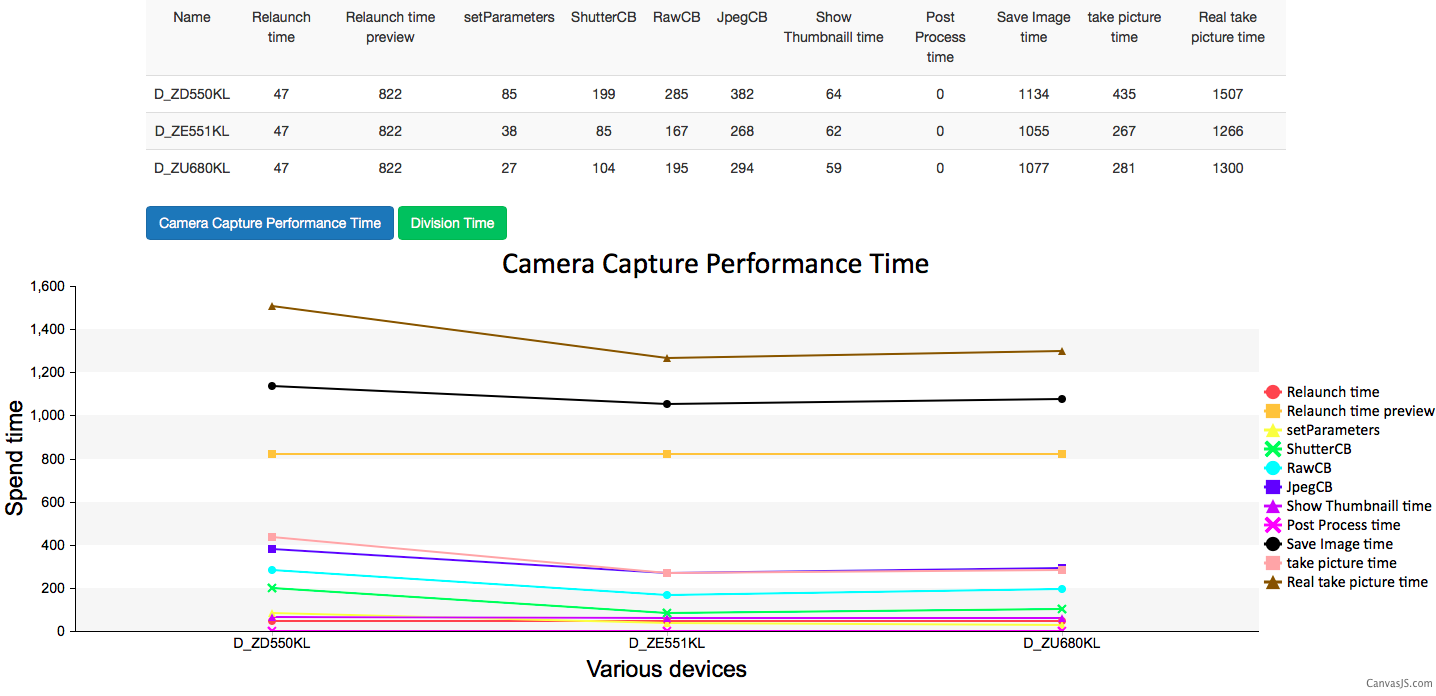 Name Relaunch time Relaunch time preview setParameters ShutterCB RawCB JpegCB Show Thumbnaill time Post Process time Save Image time take picture time Real take picture time
D_ZD550KL 47 822 85 199 285 382 64 0 1134 435 1507
D_ZE551KL 47 822 38 85 167 268 62 0 1055 267 1266
D_ZU680KL 47 822 27 104 195 294 59 0 1077 281 1300
Camera Capture Performance Time Division Time
Camera Capture Performance Time
Spend time
1,600
1,400
1,200
1,000
800
600
400
200
0
D_ZD550KL D_ZE551KL D_ZU680KL
Various devices
Relaunch time
Relaunch time preview
setParameters
ShutterCB
RawCB
JpegCB
Show Thumbnaill time
Post Process time
Save Image time
take picture time
Real take picture time
CanvasJS.com